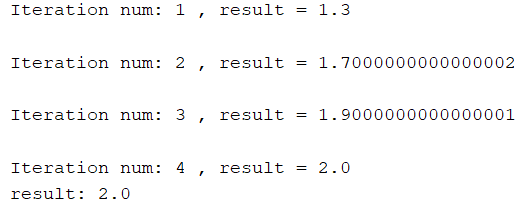 Iteration num: 1 , result = 1.3
Iteration num: 2 , result = 1.7000000000000002
Iteration num: 3 , result = 1.9000000000000001
Iteration num: 4 , result = 2.0
result: 2.0